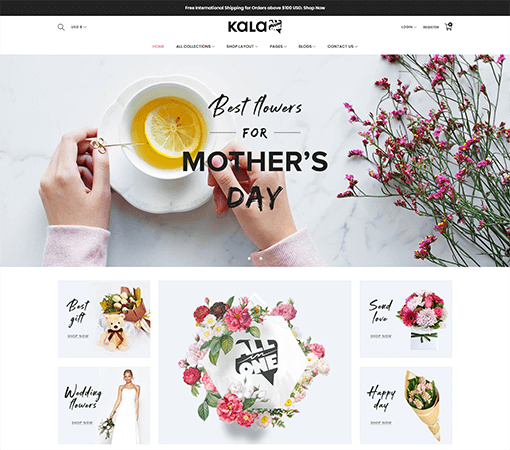 Free International Shipping for Orders above $100 USD. Shop Now
USD $
KALA
LOGIN
REGISTER
0
HOME
ALL COLLECTIONS
SHOP LAYOUT
PAGES
BLOGS
CONTACT US
Best flowers
FOR
MOTHER'S
DAY
Best
gift
SHOP NOW
Send
love
SHOP NOW
ALL
ONE
Wedding
flowers
SHOP NOW
Happy
day
SHOP NOW